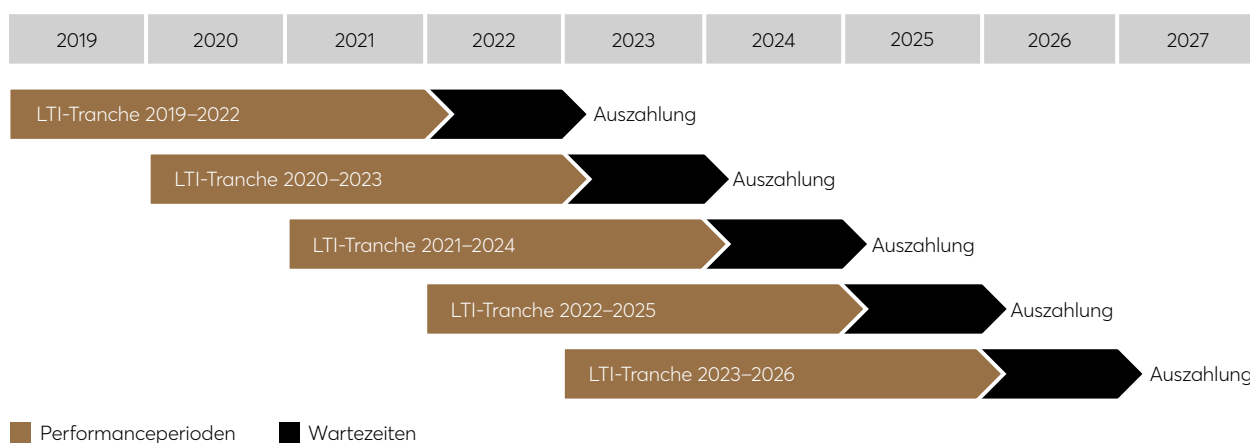 2019 2020 2021 2022 2023 2024 2025 2026 2027
LTI-Tranche 2019–2022 Auszahlung
LTI-Tranche 2020–2023 Auszahlung
LTI-Tranche 2021–2024 Auszahlung
LTI-Tranche 2022–2025 Auszahlung
LTI-Tranche 2023–2026 Auszahlung
Performanceperioden Wartezeiten